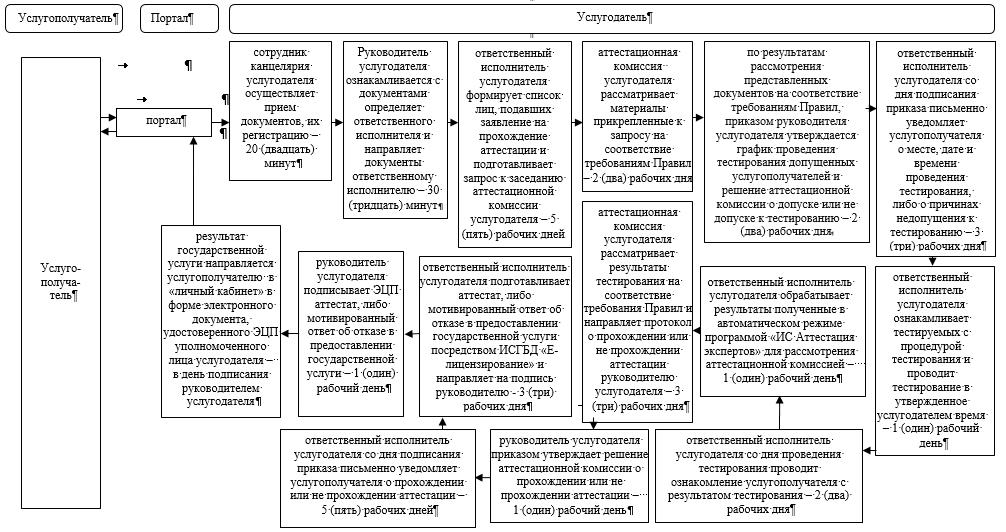 Услугополучатель¶
Портал¶
Услугодатель¶
¶
¶
¶
Услуго-
получа-
тель¶
портал¶
сотрудник
канцелярия
услугодателя
осуществляет
прием
документов, их
регистрацию –
20 (двадцать)
минут¶
Руководитель
услугодателя
ознакамливается с
документами
определяет
ответственного
исполнителя и
направляет
документы
ответственному
исполнителю – 30
(тридцать) минут¶
ответственный
исполнитель
услугодателя
формирует список
лиц, подавших
заявление на
прохождение
аттестации и
подготавливает
запрос к заседанию
аттестационной
комиссии
услугодателя – 5
(пять) рабочих дней
аттестационная
комиссия
услугодателя
рассматривает
материалы
прикрепленные к
запросу на
соответствие
требованиям Правил
– 2 (два) рабочих дня
по результатам
рассмотрения
представленных
документов на соответствие
требованиям Правил,
приказом руководителя
услугодателя утверждается
график проведения
тестирования допущенных
услугополучателей и
решение аттестационной
комиссии о допуске или не
допуске к тестированию – 2
(два) рабочих дня¶
ответственный
исполнитель
услугодателя со
дня подписания
приказа письменно
уведомляет
услугополучателя
о месте, дате и
времени
проведения
тестирования,
либо о причинах
недопущения к
тестированию – 3
(три) рабочих дня¶
ответственный
исполнитель
услугодателя
ознакамливает
тестируемых с
процедурой
тестирования и
проводит
тестирование в
утвержденное
услугодателем время
– 1 (один) рабочий
день¶
ответственный исполнитель
услугодателя со дня проведения
тестирования проводит
ознакомление услугополучателя с
результатом тестирования – 2 (два)
рабочих дня¶
ответственный исполнитель
услугодателя обрабатывает
результаты полученные в
автоматическом режиме
программой «ИС Аттестация
экспертов» для рассмотрения
аттестационной комиссией –
1 (один) рабочий день¶
аттестационная
комиссия
услугодателя
рассматривает
результаты
тестирования на
соответствие
требования Правил и
направляет протокол
о прохождении или
не прохождении
аттестации
руководителю
услугодателя – 3
(три) рабочих дня¶
руководитель услугодателя
приказом утверждает решение
аттестационной комиссии о
прохождении или не
прохождении аттестации –
1 (один) рабочий день¶
ответственный исполнитель
услугодателя со дня подписания
приказа письменно уведомляет
услугополучателя о прохождении
или не прохождении аттестации –
5 (пять) рабочих дней¶
ответственный исполнитель
услугодателя подготавливает
аттестат, либо
мотивированный ответ об
отказе в предоставлении
государственной услуги
посредством ИСГБД «Е-
лицензирование» и
направляет на подпись
руководителю - 3 (три)
рабочих дня¶
руководитель
услугодателя
подписывает ЭЦП
аттестат, либо
мотивированный
ответ об отказе в
предоставлении
государственной
услуги – 1 (один)
рабочий день¶
результат
государственной
услуги направляется
услугополучателю в
«личный кабинет» в
форме электронного
документа,
удостоверенного ЭЦП
уполномоченного
лица услугодателя –
в день подписания
руководителем
услугодателя¶